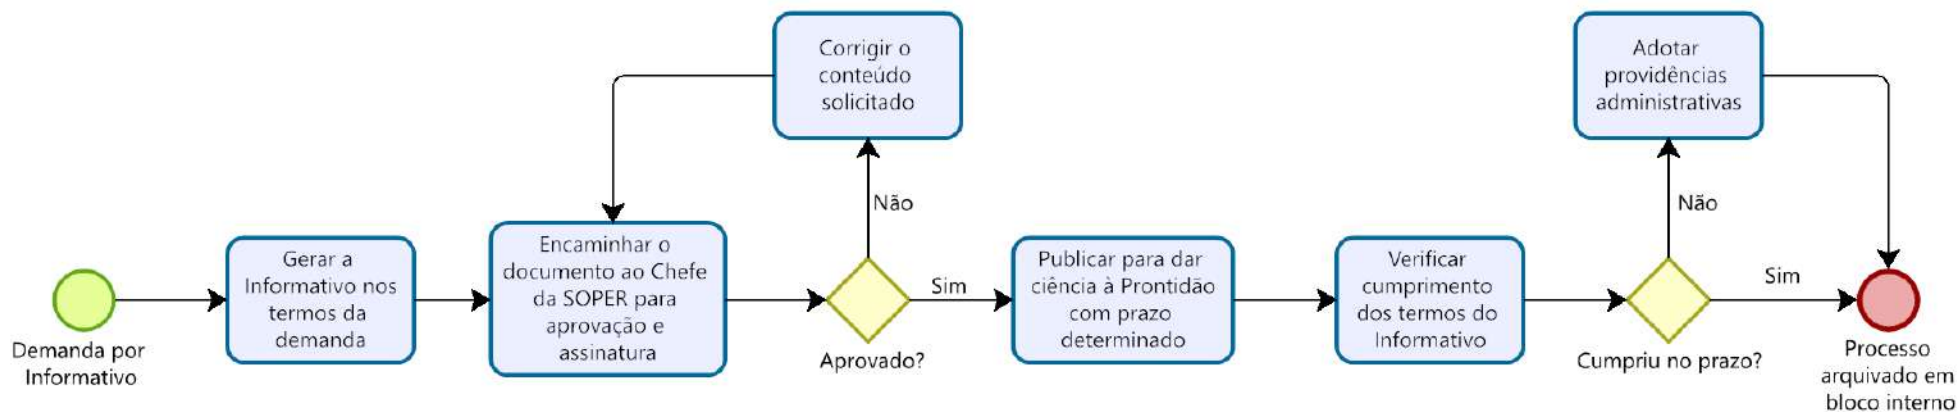 Demanda por
Informativo
Gerar a
Informativo nos
termos da
demanda
Encaminhar o
documento ao Chefe
da SOPER para
aprovação e
assinatura
Corrigir o
conteúdo
solicitado
Não
Aprovado?
Sim
Publicar para dar
ciência à Prontidão
com prazo
determinado
Verificar
cumprimento
dos termos do
Informativo
Adotar
providências
administrativas
Não
Cumpriu no prazo?
Sim
Processo
arquivado em
bloco interno